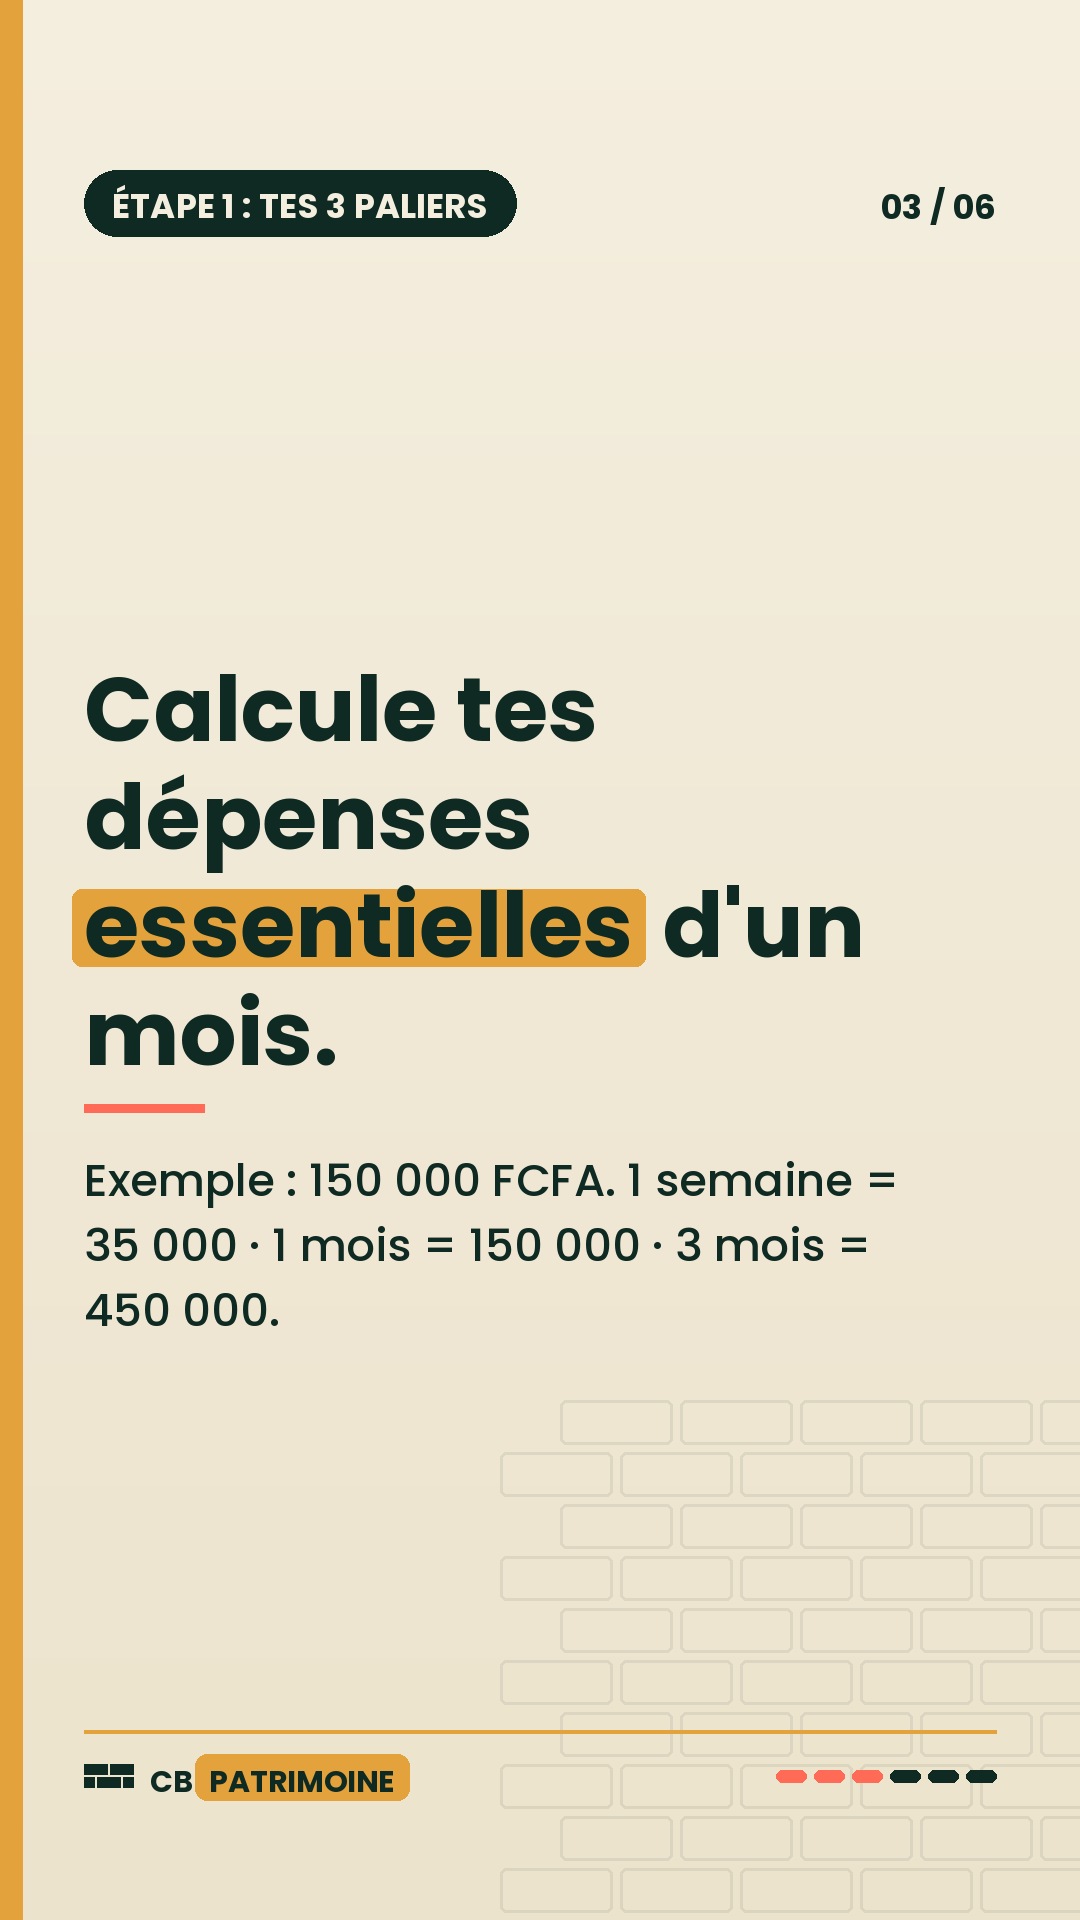 ÉTAPE 1 : TES 3 PALIERS
03 / 06
Calcule tes
dépenses
essentielles d'un
mois.
Exemple : 150 000 FCFA. 1 semaine =
35 000 · 1 mois = 150 000 · 3 mois =
450 000.
CB PATRIMOINE